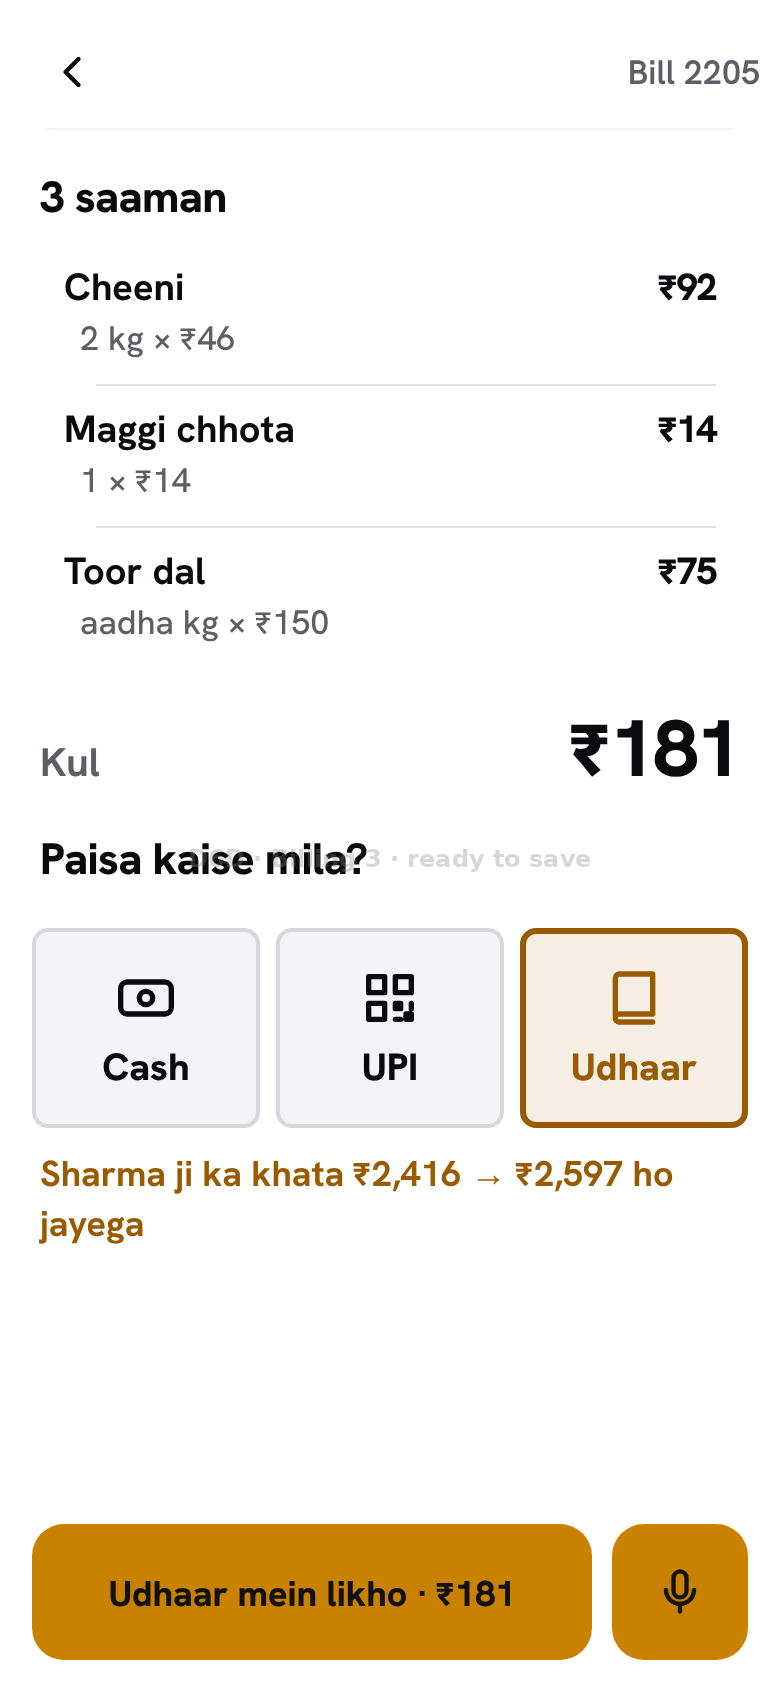 Bill 2205
3 saaman
Cheeni ₹92
2 kg × ₹46
Maggi chhota ₹14
1 × ₹14
Toor dal ₹75
aadha kg × ₹150
Kul ₹181
Paisa kaise mila?
3 · ready to save
Cash UPI Udhaar
Sharma ji ka khata ₹2,416 → ₹2,597 ho
jayega
Udhaar mein likho · ₹181